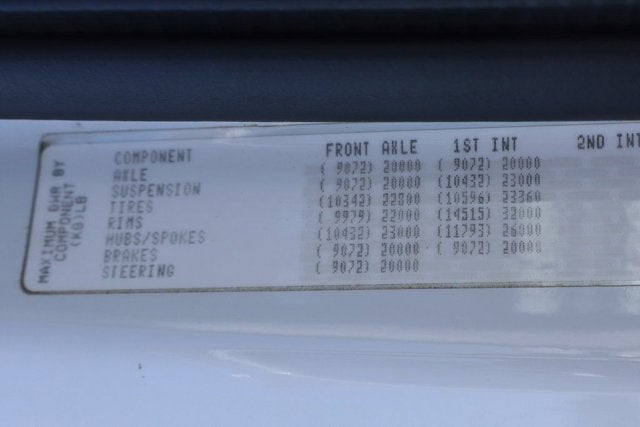 MAXIMUM GWR BY
COMPONENT
(KG)LB
COMPONENT FRONT AXLE 1ST INT 2ND INT
AXLE ( 9072) 20000 ( 9072) 20000
SUSPENSION ( 9072) 20000 (10432) 23000
TIRES (10342) 22800 (10596) 23360
RIMS ( 9979) 22000 (14515) 32000
HUBS/SPOKES (10432) 23000 (11793) 26000
BRAKES ( 9072) 20000 ( 9072) 20000
STEERING ( 9072) 20000